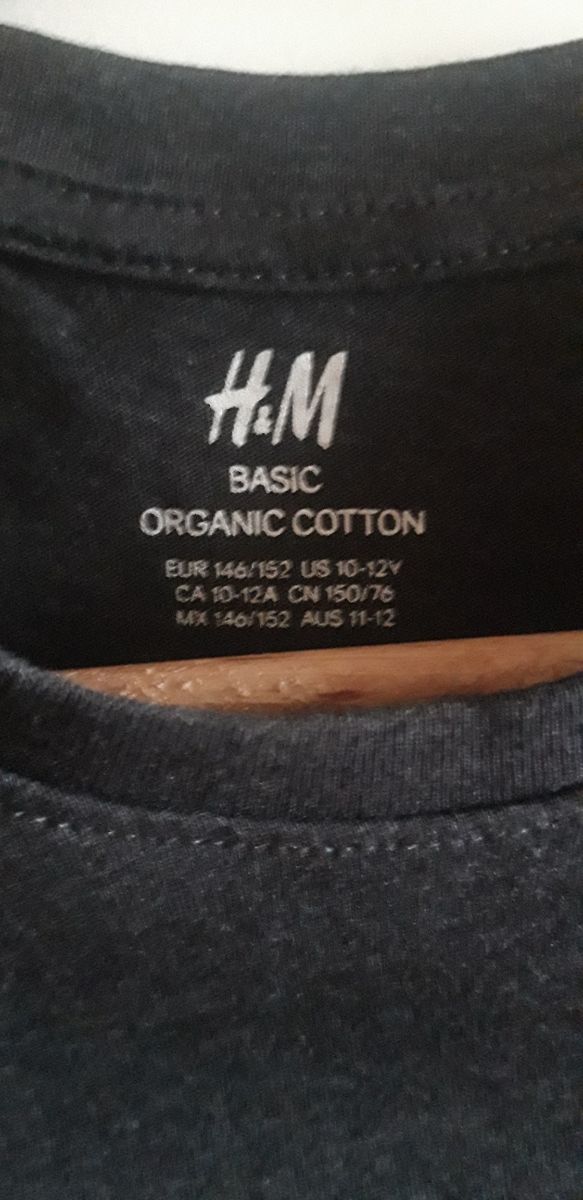 H&M
BASIC
ORGANIC COTTON
EUR 146/152 US 10-12Y
CA 10-12A CN 150/76
MX 146/152 AUS 11-12